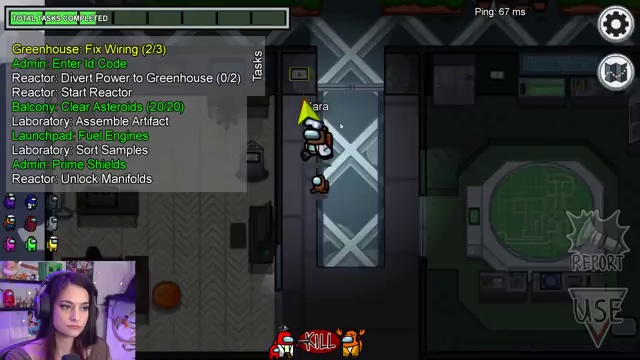 TOTAL TASKS COMPLETED
Ping: 67 ms
Greenhouse: Fix Wiring (2/3)
Admin: Enter Id Code
Reactor: Divert Power to Greenhouse (0/2)
Reactor: Start Reactor
Balcony: Clear Asteroids (20/20)
Laboratory: Assemble Artifact
Launchpad: Fuel Engines
Laboratory: Sort Samples
Admin: Prime Shields
Reactor: Unlock Manifolds
Tasks
REPORT
USE
KILL